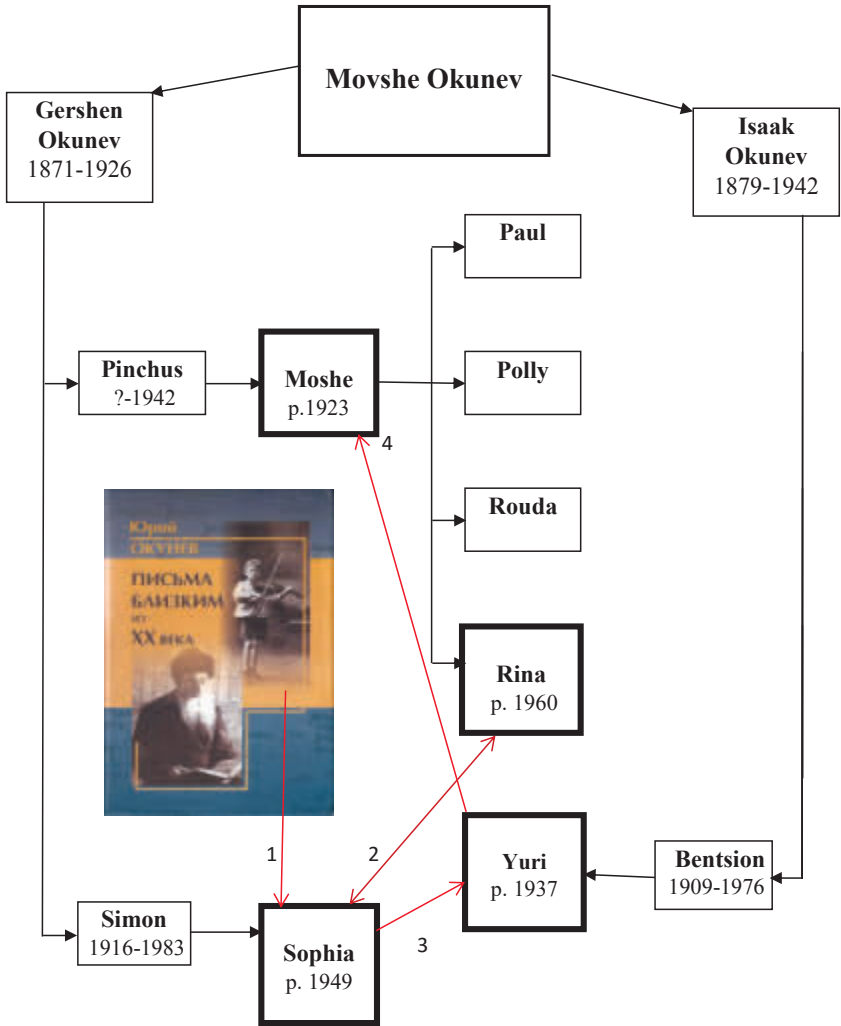 Movshe Okunev
Gershen
Okunev
1871-1926
Isaak
Okunev
1879-1942
Paul
Pinchus
?-1942
Moshe
р.1923
Polly
4
Rouda
Юрий
ОКУНЕВ
ПИСЬМА
БЛИЗКИМ
ИЗ
XX ВЕКА
Rina
р. 1960
1
2
Yuri
р. 1937
Bentsion
1909-1976
Simon
1916-1983
Sophia
р. 1949
3